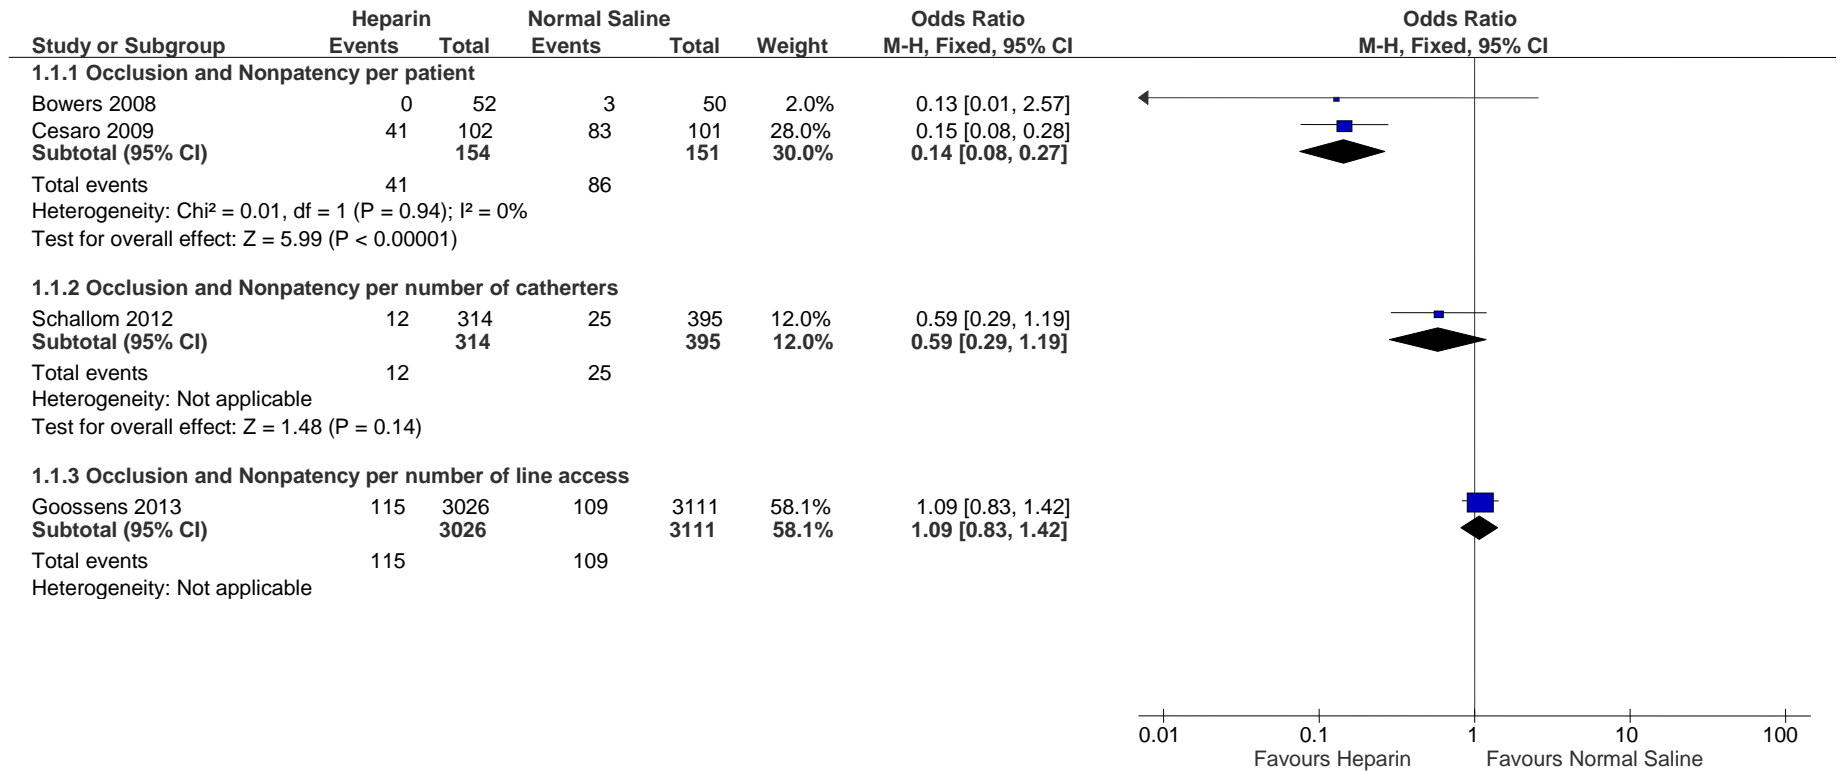 Heparin Normal Saline Odds Ratio Odds Ratio
Study or Subgroup Events Total Events Total Weight M-H, Fixed, 95% CI M-H, Fixed, 95% CI
1.1.1 Occlusion and Nonpatency per patient
Bowers 2008 0 52 3 50 2.0% 0.13 [0.01, 2.57]
Cesaro 2009 41 102 83 101 28.0% 0.15 [0.08, 0.28]
Subtotal (95% CI) 154 151 30.0% 0.14 [0.08, 0.27]
Total events 41 86
Heterogeneity: Chi² = 0.01, df = 1 (P = 0.94); I² = 0%
Test for overall effect: Z = 5.99 (P < 0.00001)
1.1.2 Occlusion and Nonpatency per number of catherters
Schallom 2012 12 314 25 395 12.0% 0.59 [0.29, 1.19]
Subtotal (95% CI) 314 395 12.0% 0.59 [0.29, 1.19]
Total events 12 25
Heterogeneity: Not applicable
Test for overall effect: Z = 1.48 (P = 0.14)
1.1.3 Occlusion and Nonpatency per number of line access
Goossens 2013 115 3026 109 3111 58.1% 1.09 [0.83, 1.42]
Subtotal (95% CI) 3026 3111 58.1% 1.09 [0.83, 1.42]
Total events 115 109
Heterogeneity: Not applicable
0.01 0.1 1 10 100
Favours Heparin Favours Normal Saline